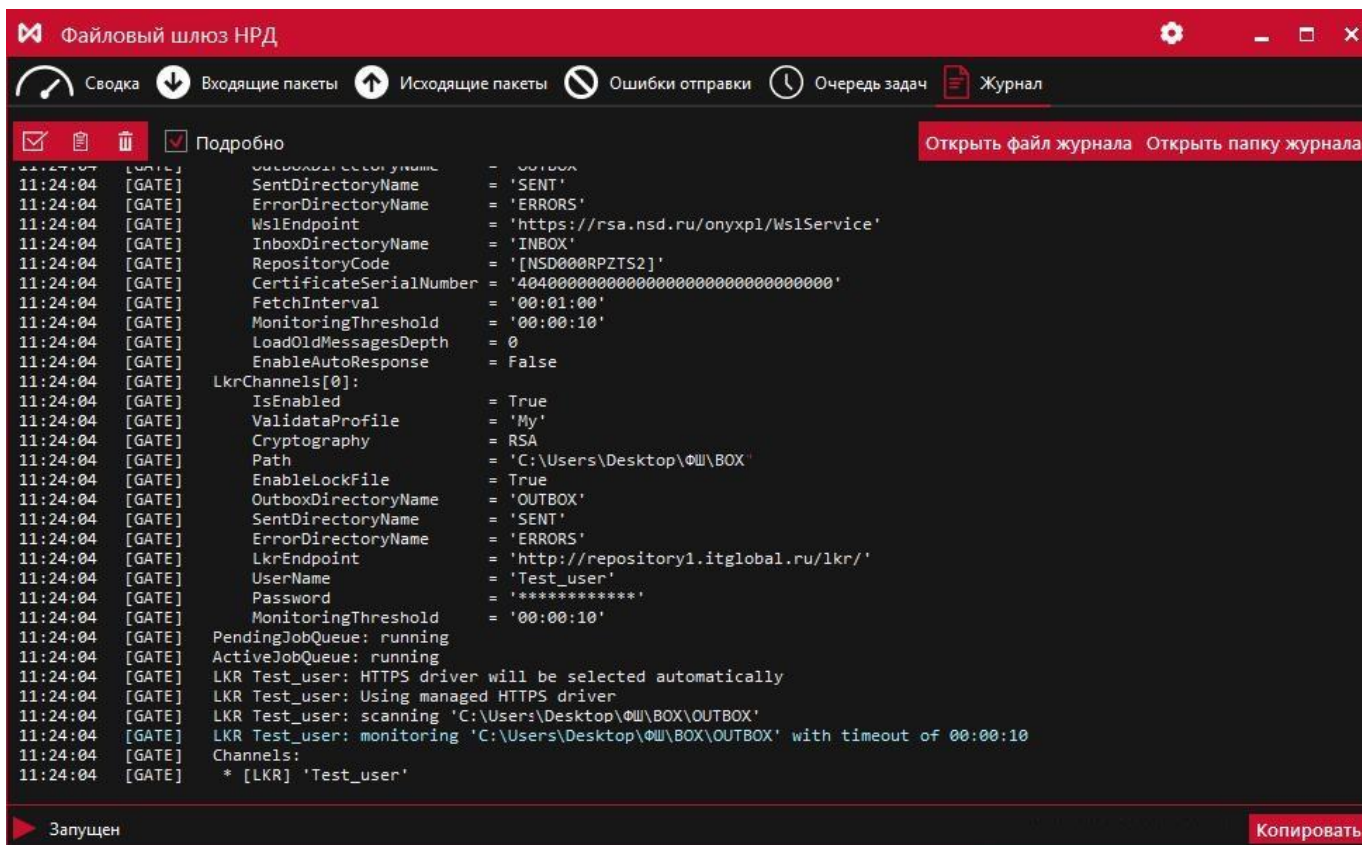 Файловый шлюз НРД
Сводка Входящие пакеты Исходящие пакеты Ошибки отправки Очередь задач Журнал
Подробно Открыть файл журнала Открыть папку журнала
11:24:04 [GATE] OutboxDirectoryName = 'OUTBOX'
11:24:04 [GATE] SentDirectoryName = 'SENT'
11:24:04 [GATE] ErrorDirectoryName = 'ERRORS'
11:24:04 [GATE] WslEndpoint = 'https://rsa.nsd.ru/onyxpl/WslService'
11:24:04 [GATE] InboxDirectoryName = 'INBOX'
11:24:04 [GATE] RepositoryCode = '[NSD000RPZTS2]'
11:24:04 [GATE] CertificateSerialNumber = '40400000000000000000000000000000'
11:24:04 [GATE] FetchInterval = '00:01:00'
11:24:04 [GATE] MonitoringThreshold = '00:00:10'
11:24:04 [GATE] LoadOldMessagesDepth = 0
11:24:04 [GATE] EnableAutoResponse = False
11:24:04 [GATE] LkrChannels[0]:
11:24:04 [GATE] IsEnabled = True
11:24:04 [GATE] ValidataProfile = 'My'
11:24:04 [GATE] Cryptography = RSA
11:24:04 [GATE] Path = 'C:\Users\Desktop\ФШ\BOX'
11:24:04 [GATE] EnableLockFile = True
11:24:04 [GATE] OutboxDirectoryName = 'OUTBOX'
11:24:04 [GATE] SentDirectoryName = 'SENT'
11:24:04 [GATE] ErrorDirectoryName = 'ERRORS'
11:24:04 [GATE] LkrEndpoint = 'http://repository1.itglobal.ru/lkr/'
11:24:04 [GATE] UserName = 'Test_user'
11:24:04 [GATE] Password = '************'
11:24:04 [GATE] MonitoringThreshold = '00:00:10'
11:24:04 [GATE] PendingJobQueue: running
11:24:04 [GATE] ActiveJobQueue: running
11:24:04 [GATE] LKR Test_user: HTTPS driver will be selected automatically
11:24:04 [GATE] LKR Test_user: Using managed HTTPS driver
11:24:04 [GATE] LKR Test_user: scanning 'C:\Users\Desktop\ФШ\BOX\OUTBOX'
11:24:04 [GATE] LKR Test_user: monitoring 'C:\Users\Desktop\ФШ\BOX\OUTBOX' with timeout of 00:00:10
11:24:04 [GATE] Channels:
11:24:04 [GATE] * [LKR] 'Test_user'
Запущен Копировать